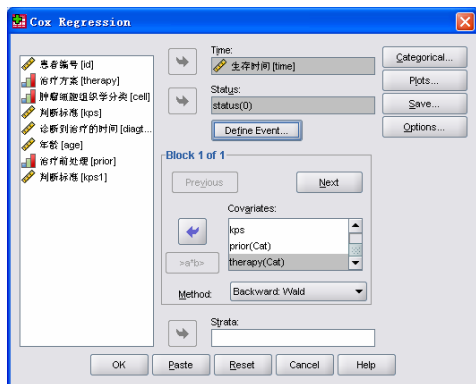 Cox Regression
患者编号 [id]
治疗方案 [therapy]
肿瘤细胞组织学分类 [cell]
判断标准 [kps]
诊断到治疗的时间 [diagt...
年龄 [age]
治疗前处理 [prior]
判断标准 [kps1]
Time:
生存时间 [time]
Status:
status(0)
Define Event...
Block 1 of 1
Previous
Next
Covariates:
kps
prior(Cat)
therapy(Cat)
>a*b>
Method:
Backward: Wald
Strata:
Categorical...
Plots...
Save...
Options...
OK
Paste
Reset
Cancel
Help